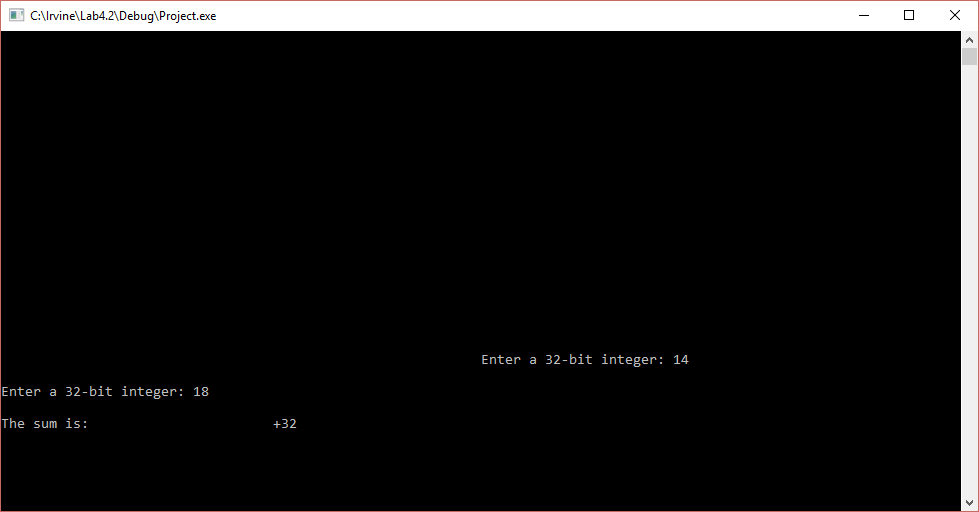 C:\Irvine\Lab4.2\Debug\Project.exe
Enter a 32-bit integer: 14
Enter a 32-bit integer: 18
The sum is: +32